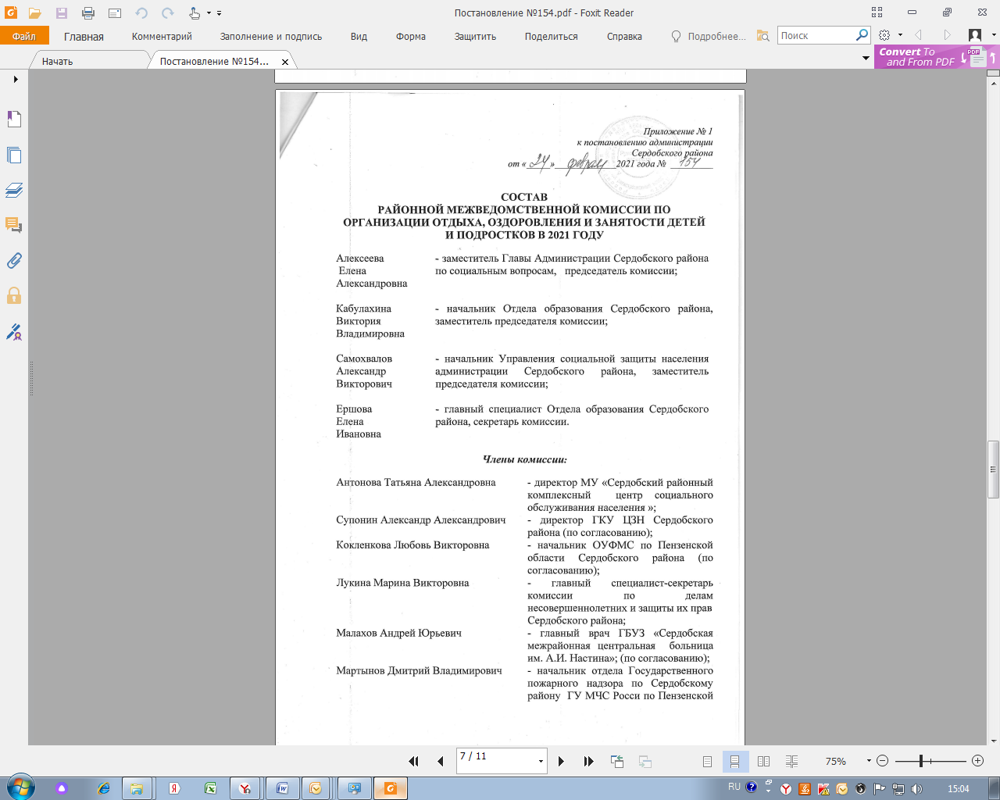 Постановление №154.pdf - Foxit Reader
Файл Главная Комментарий Заполнение и подпись Вид Форма Защитить Поделиться Справка Подробнее... Поиск
Начать Постановление №154...
Convert To
and From PDF
PDF
Приложение № 1
к постановлению администрации
Сердобского района
от « 24 » февраля 2021 года № 154
СОСТАВ
РАЙОННОЙ МЕЖВЕДОМСТВЕННОЙ КОМИССИИ ПО
ОРГАНИЗАЦИИ ОТДЫХА, ОЗДОРОВЛЕНИЯ И ЗАНЯТОСТИ ДЕТЕЙ
И ПОДРОСТКОВ В 2021 ГОДУ
Алексеева - заместитель Главы Администрации Сердобского района
Елена по социальным вопросам, председатель комиссии;
Александровна
Кабулахина - начальник Отдела образования Сердобского района,
Виктория заместитель председателя комиссии;
Владимировна
Самохвалов - начальник Управления социальной защиты населения
Александр администрации Сердобского района, заместитель
Викторович председателя комиссии;
Ершова - главный специалист Отдела образования Сердобского
Елена района, секретарь комиссии.
Ивановна
Члены комиссии:
Антонова Татьяна Александровна - директор МУ «Сердобский районный
комплексный центр социального
обслуживания населения »;
Супонин Александр Александрович - директор ГКУ ЦЗН Сердобского
района (по согласованию);
Кокленкова Любовь Викторовна - начальник ОУФМС по Пензенской
области Сердобского района (по
согласованию);
Лукина Марина Викторовна - главный специалист-секретарь
комиссии по делам
несовершеннолетних и защиты их прав
Сердобского района;
Малахов Андрей Юрьевич - главный врач ГБУЗ «Сердобская
межрайонная центральная больница
им. А.И. Настина»; (по согласованию);
Мартынов Дмитрий Владимирович - начальник отдела Государственного
пожарного надзора по Сердобскому
району ГУ МЧС Росси по Пензенской
7 / 11 75%
RU 15:04